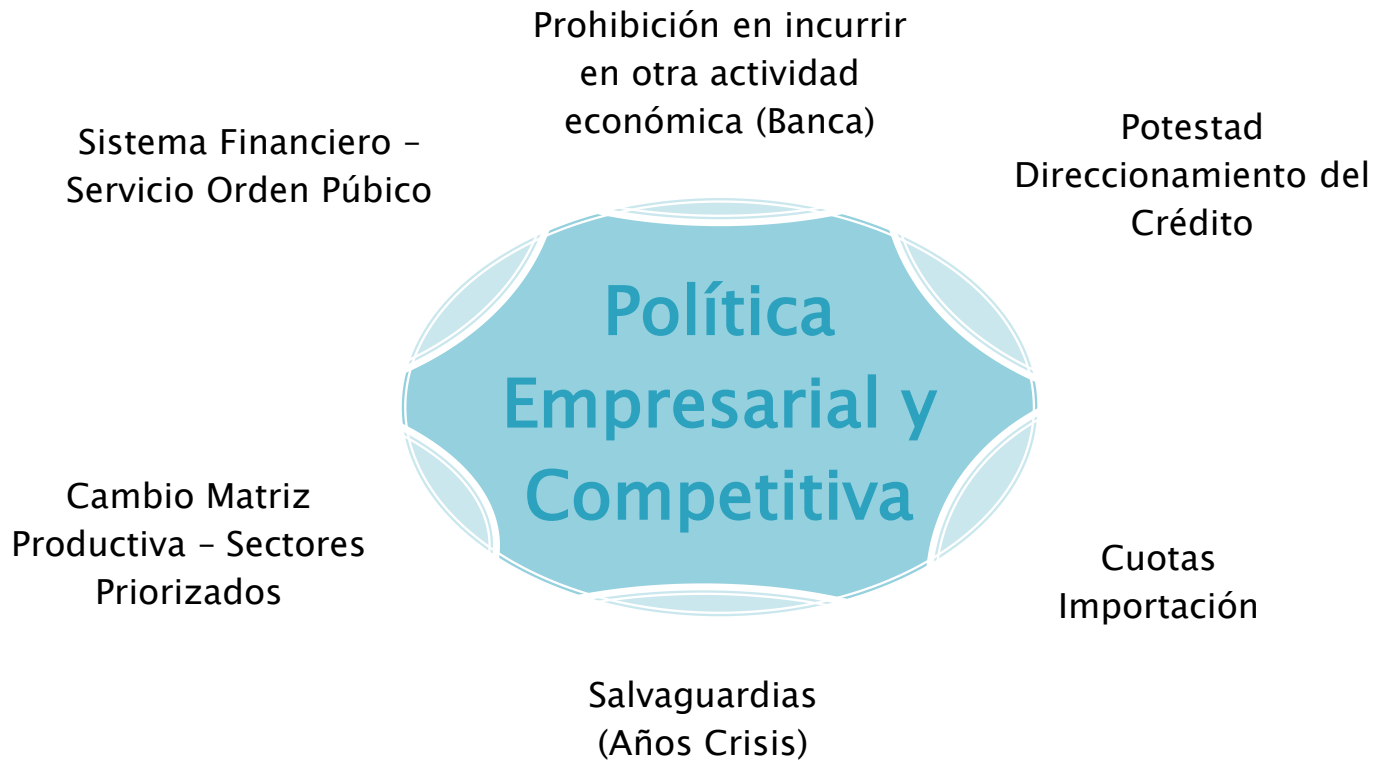 Prohibición en incurrir
en otra actividad
económica (Banca)
Sistema Financiero –
Servicio Orden Púbico
Potestad
Direccionamiento del
Crédito
Política
Empresarial y
Competitiva
Cambio Matriz
Productiva – Sectores
Priorizados
Cuotas
Importación
Salvaguardias
(Años Crisis)